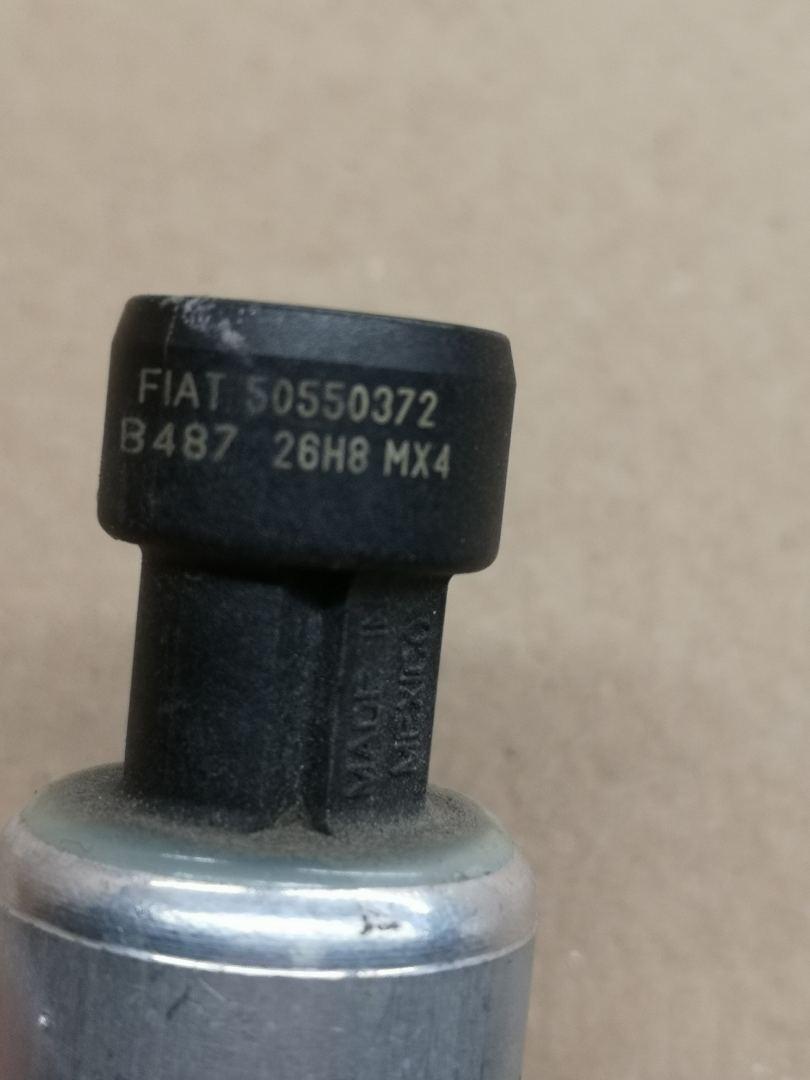 FIAT 50550372
B487 26H8 MX4
MADE IN
MEXICO